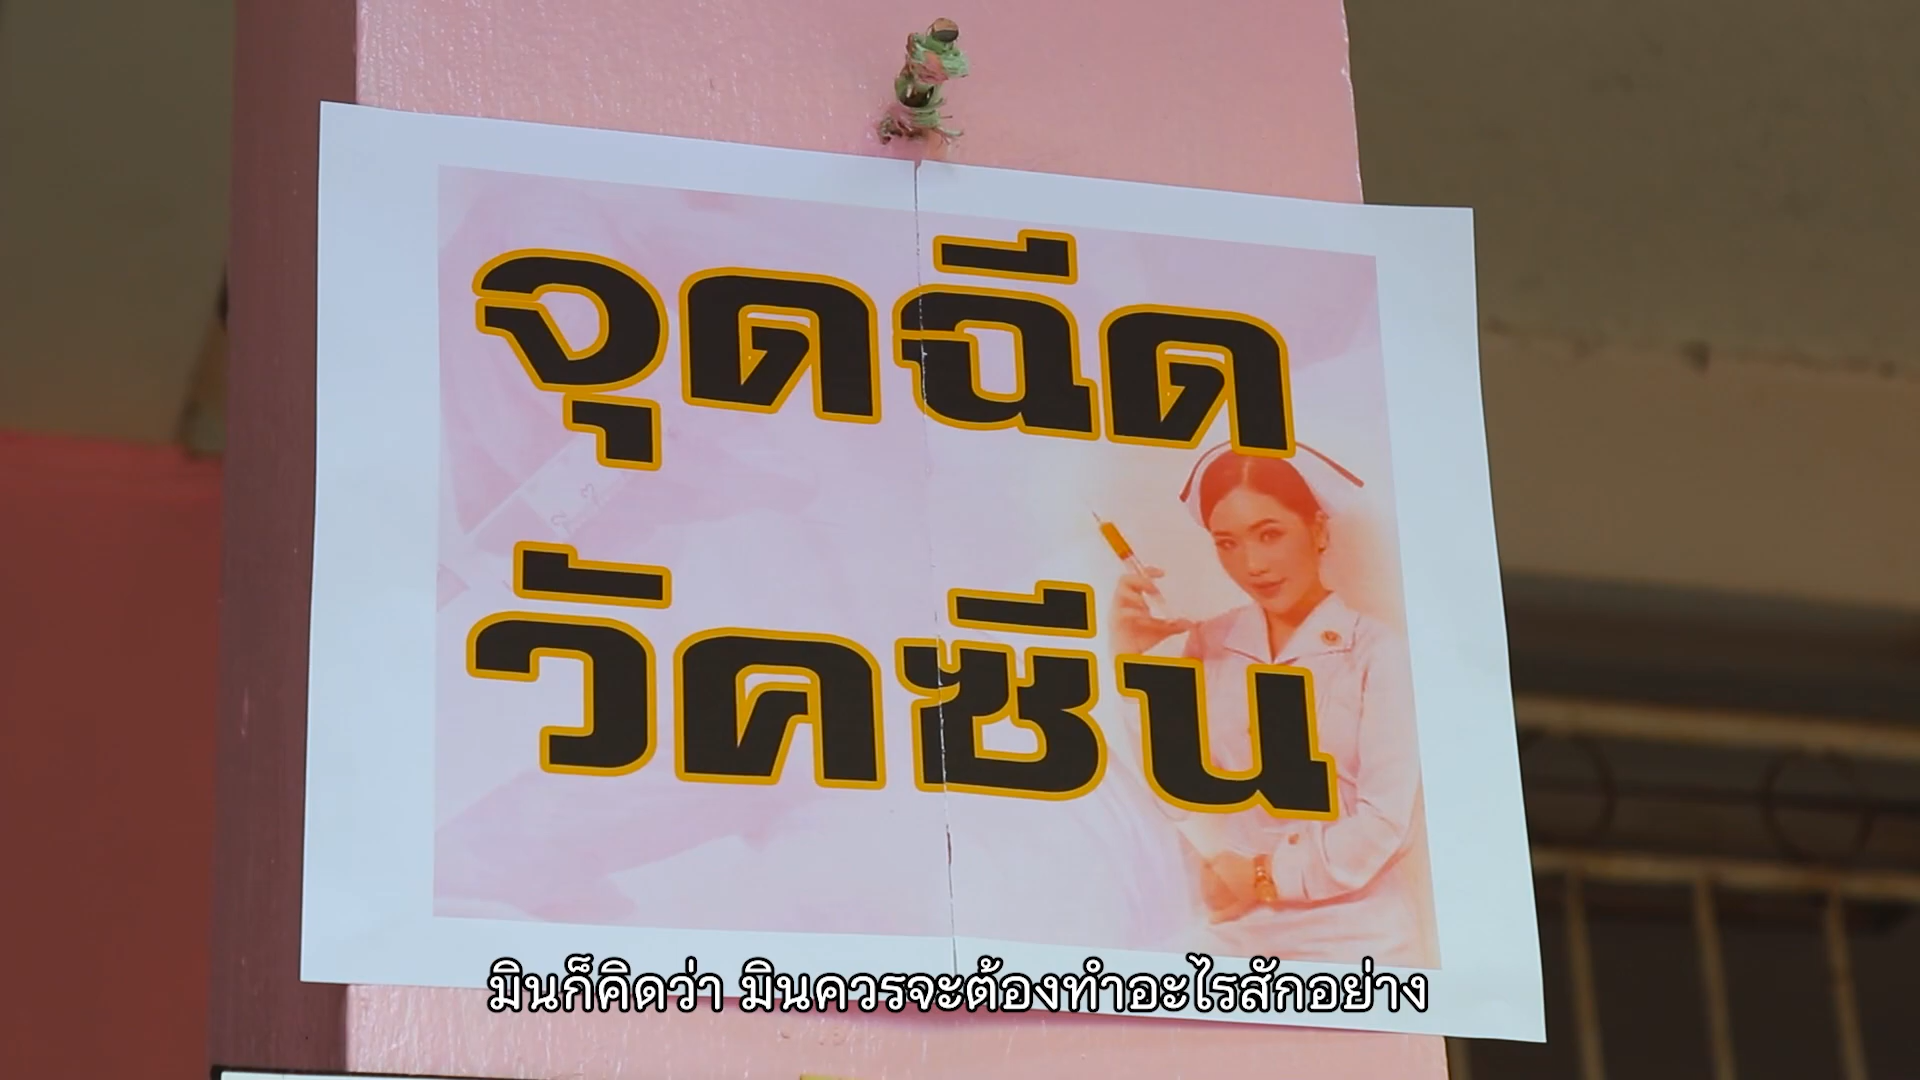 จุดฉีด
วัคซีน
มินก็คิดว่า มินควรจะต้องทำอะไรสักอย่าง